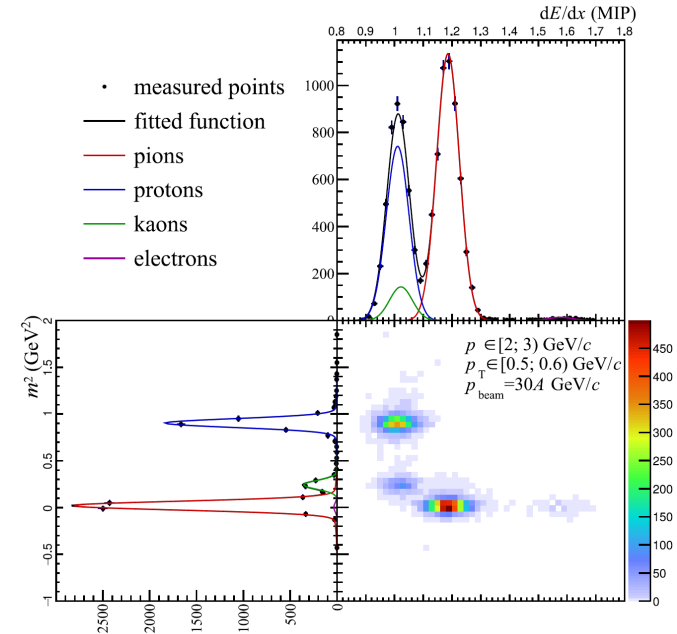 dE/dx (MIP)
0.8 0.9 1 1.1 1.2 1.3 1.4 1.5 1.6 1.7 1.8
measured points
fitted function
pions
protons
kaons
electrons
1000
800
600
400
200
0
m² (GeV²)
2
1.5
1
0.5
0
−0.5
−1
2500 2000 1500 1000 500 0
p ∈[2; 3) GeV/c
p_T∈[0.5; 0.6) GeV/c
p_beam=30A GeV/c
500
450
400
350
300
250
200
150
100
50
0